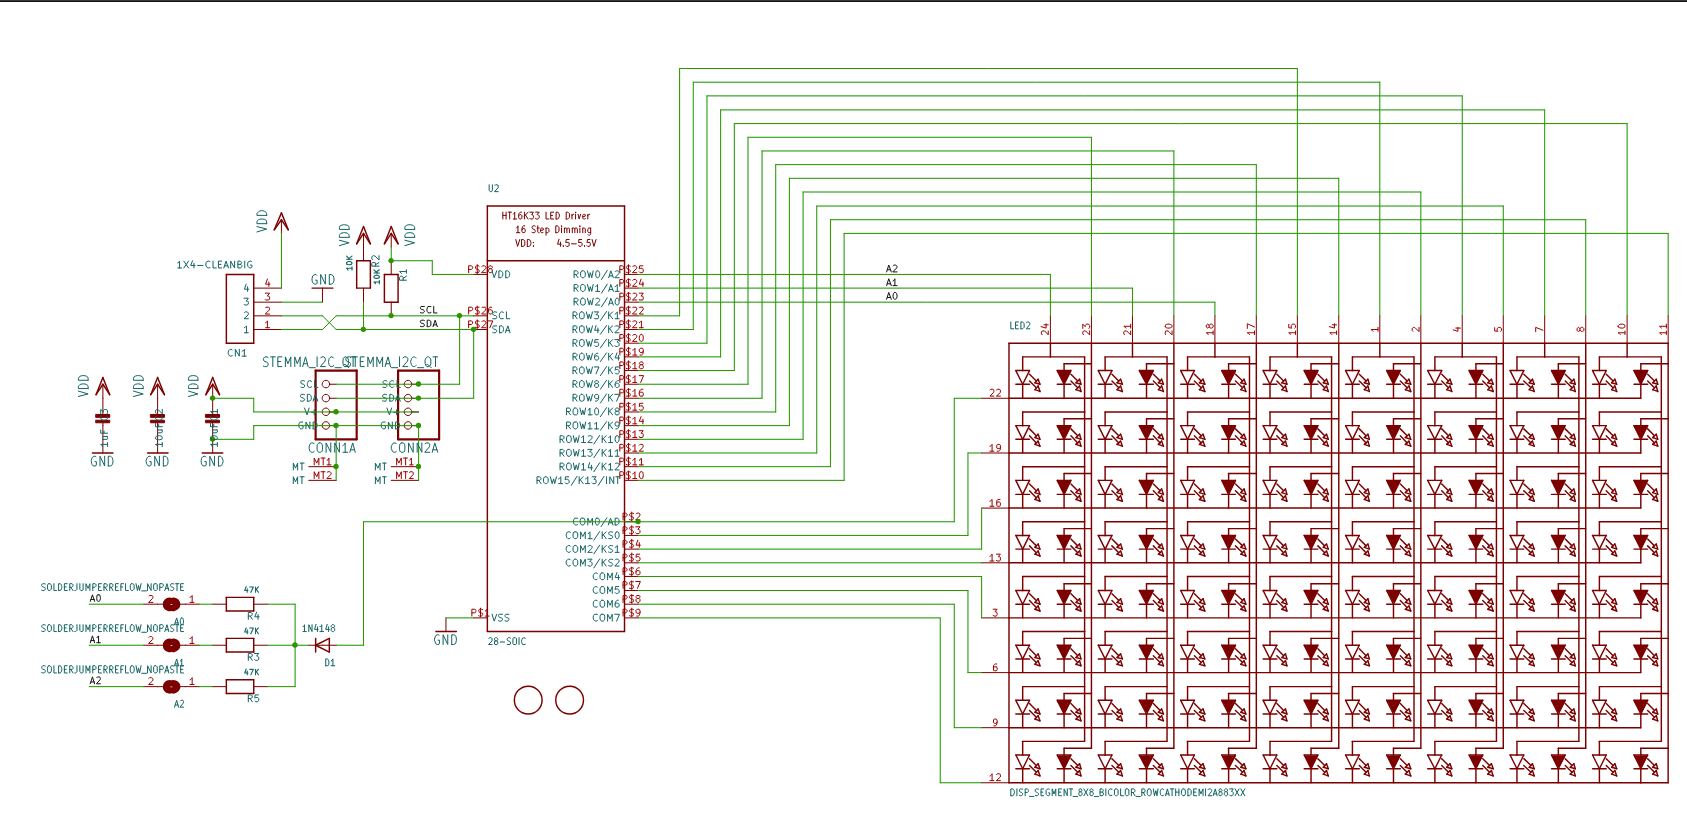 U2
HT16K33 LED Driver
16 Step Dimming
VDD: 4.5-5.5V
VDD
VDD
VDD
10K
R2
10K
R1
1X4-CLEANBIG
4 4
3 3
2 2
1 1
CN1
GND
SCL
SDA
P$28 VDD
P$26 SCL
P$27 SDA
P$1 VSS
GND
28-SOIC
ROW0/A2 P$25
ROW1/A1 P$24
ROW2/A0 P$23
ROW3/K1 P$22
ROW4/K2 P$21
ROW5/K3 P$20
ROW6/K4 P$19
ROW7/K5 P$18
ROW8/K6 P$17
ROW9/K7 P$16
ROW10/K8 P$15
ROW11/K9 P$14
ROW12/K10 P$13
ROW13/K11 P$12
ROW14/K12 P$11
ROW15/K13/INT P$10
COM0/AD P$2
COM1/KS0 P$3
COM2/KS1 P$4
COM3/KS2 P$5
COM4 P$6
COM5 P$7
COM6 P$8
COM7 P$9
A2
A1
A0
STEMMA_I2C_QT
STEMMA_I2C_QT
SCL
SDA
V+
GND
CONN1A
MT MT1
MT MT2
SCL
SDA
V+
GND
CONN2A
MT MT1
MT MT2
VDD
VDD
VDD
1uF
10uF
10uF
GND
GND
GND
SOLDERJUMPERREFLOW_NOPASTE
A0 2 1
A0
47K
R4
SOLDERJUMPERREFLOW_NOPASTE
A1 2 1
A1
47K
R3
SOLDERJUMPERREFLOW_NOPASTE
A2 2 1
A2
47K
R5
1N4148
D1
LED2
24 23 21 20 18 17 15 14 1 2 4 5 7 8 10 11
22
19
16
13
3
6
9
12
DISP_SEGMENT_8X8_BICOLOR_ROWCATHODEMI2A883XX